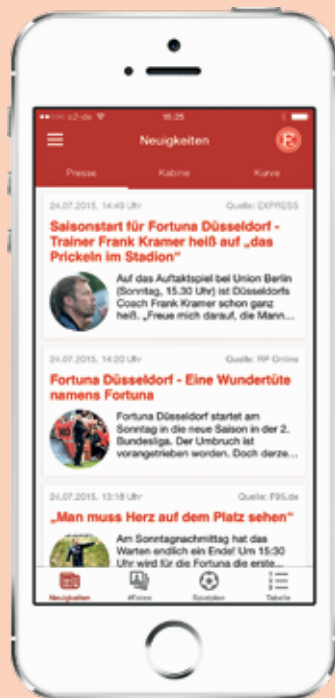 o2-de 15:25
Neuigkeiten
Presse Kabine Kurve
24.07.2015, 14:49 Uhr Quelle: EXPRESS
Saisonstart für Fortuna Düsseldorf -
Trainer Frank Kramer heiß auf „das
Prickeln im Stadion“
Auf das Auftaktspiel bei Union Berlin
(Sonntag, 15.30 Uhr) ist Düsseldorfs
Coach Frank Kramer schon ganz
heiß. „Freue mich darauf, die Mann...
24.07.2015, 14:20 Uhr Quelle: RP Online
Fortuna Düsseldorf - Eine Wundertüte
namens Fortuna
Fortuna Düsseldorf startet am
Sonntag in die neue Saison in der 2.
Bundesliga. Der Umbruch ist
vorangetrieben worden. Doch derze...
24.07.2015, 13:18 Uhr Quelle: F95.de
„Man muss Herz auf dem Platz sehen“
Am Sonntagnachmittag hat das
Warten endlich ein Ende! Um 15:30
Uhr wird für die Fortuna die erste...
Neuigkeiten #Fotos Spielplan Tabelle